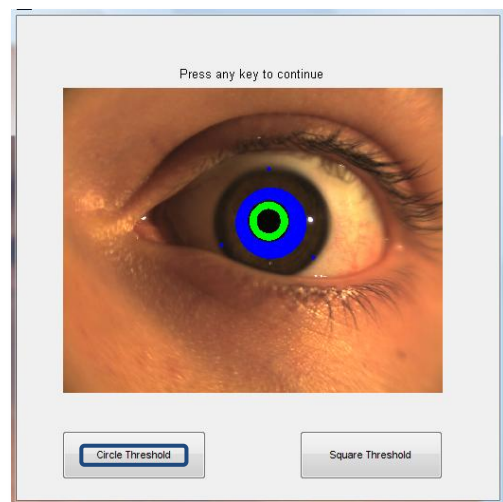 Press any key to continue
Circle Threshold
Square Threshold